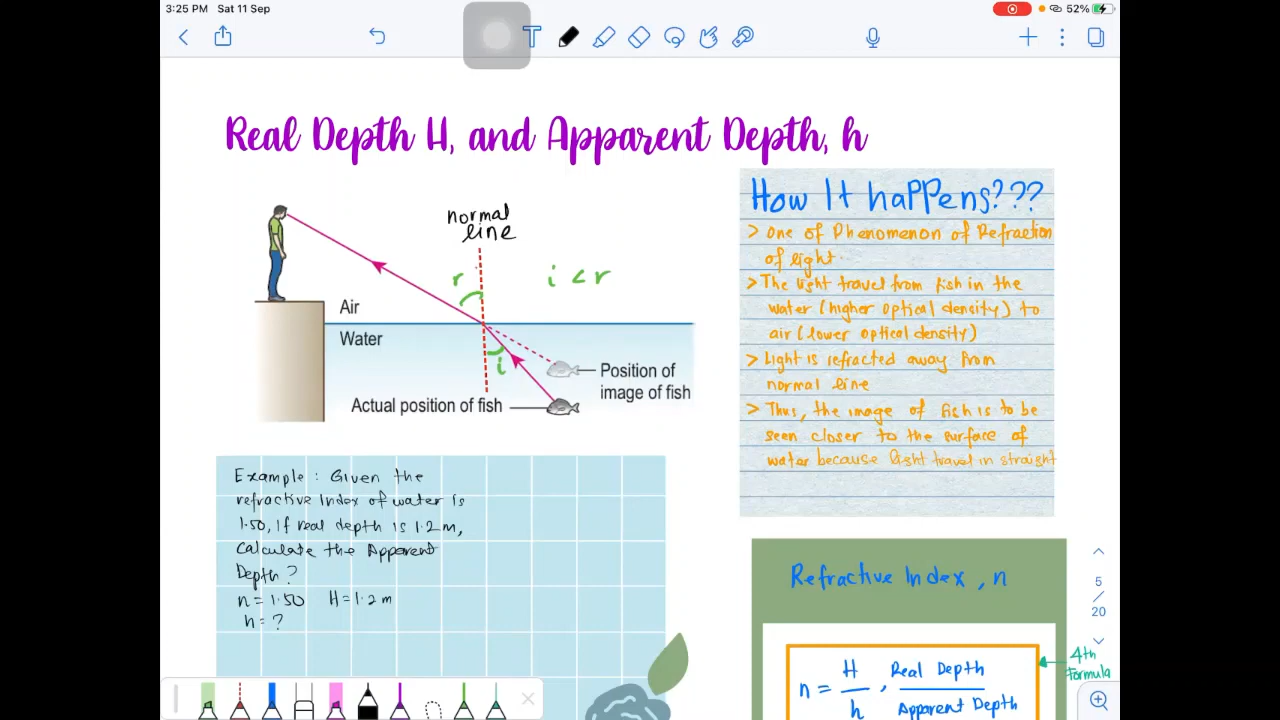 3:25 PM Sat 11 Sep
52%
T
Real Depth H, and Apparent Depth, h
normal
line
r
i < r
Air
Water
i
Position of
image of fish
Actual position of fish
How It happens???
> One of Phenomenon of Refraction
of light.
> The light travel from fish in the
water (higher optical density) to
air (lower optical density)
> Light is refracted away from
normal line
> Thus, the image of fish is to be
seen closer to the surface of
water because light travel in straight
Example : Given the
refractive index of water is
1.50, if real depth is 1.2 m,
calculate the Apparent
Depth?
n = 1.50 H = 1.2 m
h = ?
Refractive Index, n
n = H/h, Real Depth/Apparent Depth
4th
formula
5
/
20